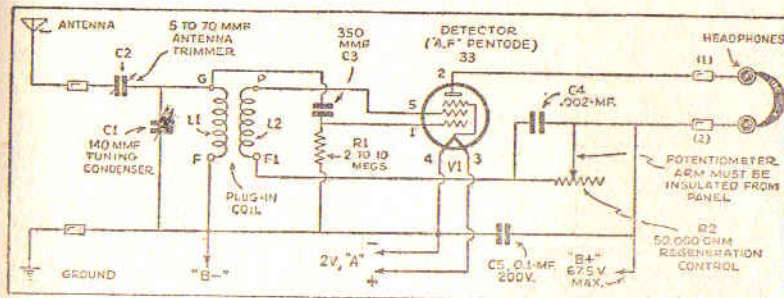 ANTENNA
5 TO 70 MMF
ANTENNA
TRIMMER
C2
350
MMF
C3
DETECTOR
("A.F." PENTODE)
33
HEADPHONES
(1)
(2)
G
P
2
5
1
4
3
V1
C4
.002-MF.
C1
140 MMF
TUNING
CONDENSER
L1
L2
F
F1
R1
2 TO 10
MEGS.
PLUG-IN
COIL
POTENTIOMETER
ARM MUST BE
INSULATED FROM
PANEL
R2
50,000 OHM
REGENERATION
CONTROL
GROUND
"B-"
2V, "A"
-
+
C5, 0.1-MF.
200V.
"B+"
67.5 V
MAX.